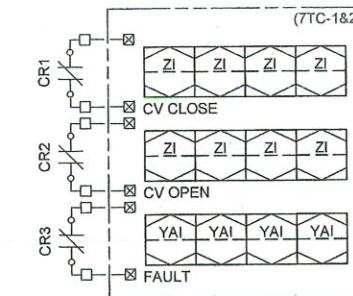 (7TC-1&2
CR1
ZI ZI ZI ZI
CV CLOSE
CR2
ZI ZI ZI ZI
CV OPEN
CR3
YAI YAI YAI YAI
FAULT